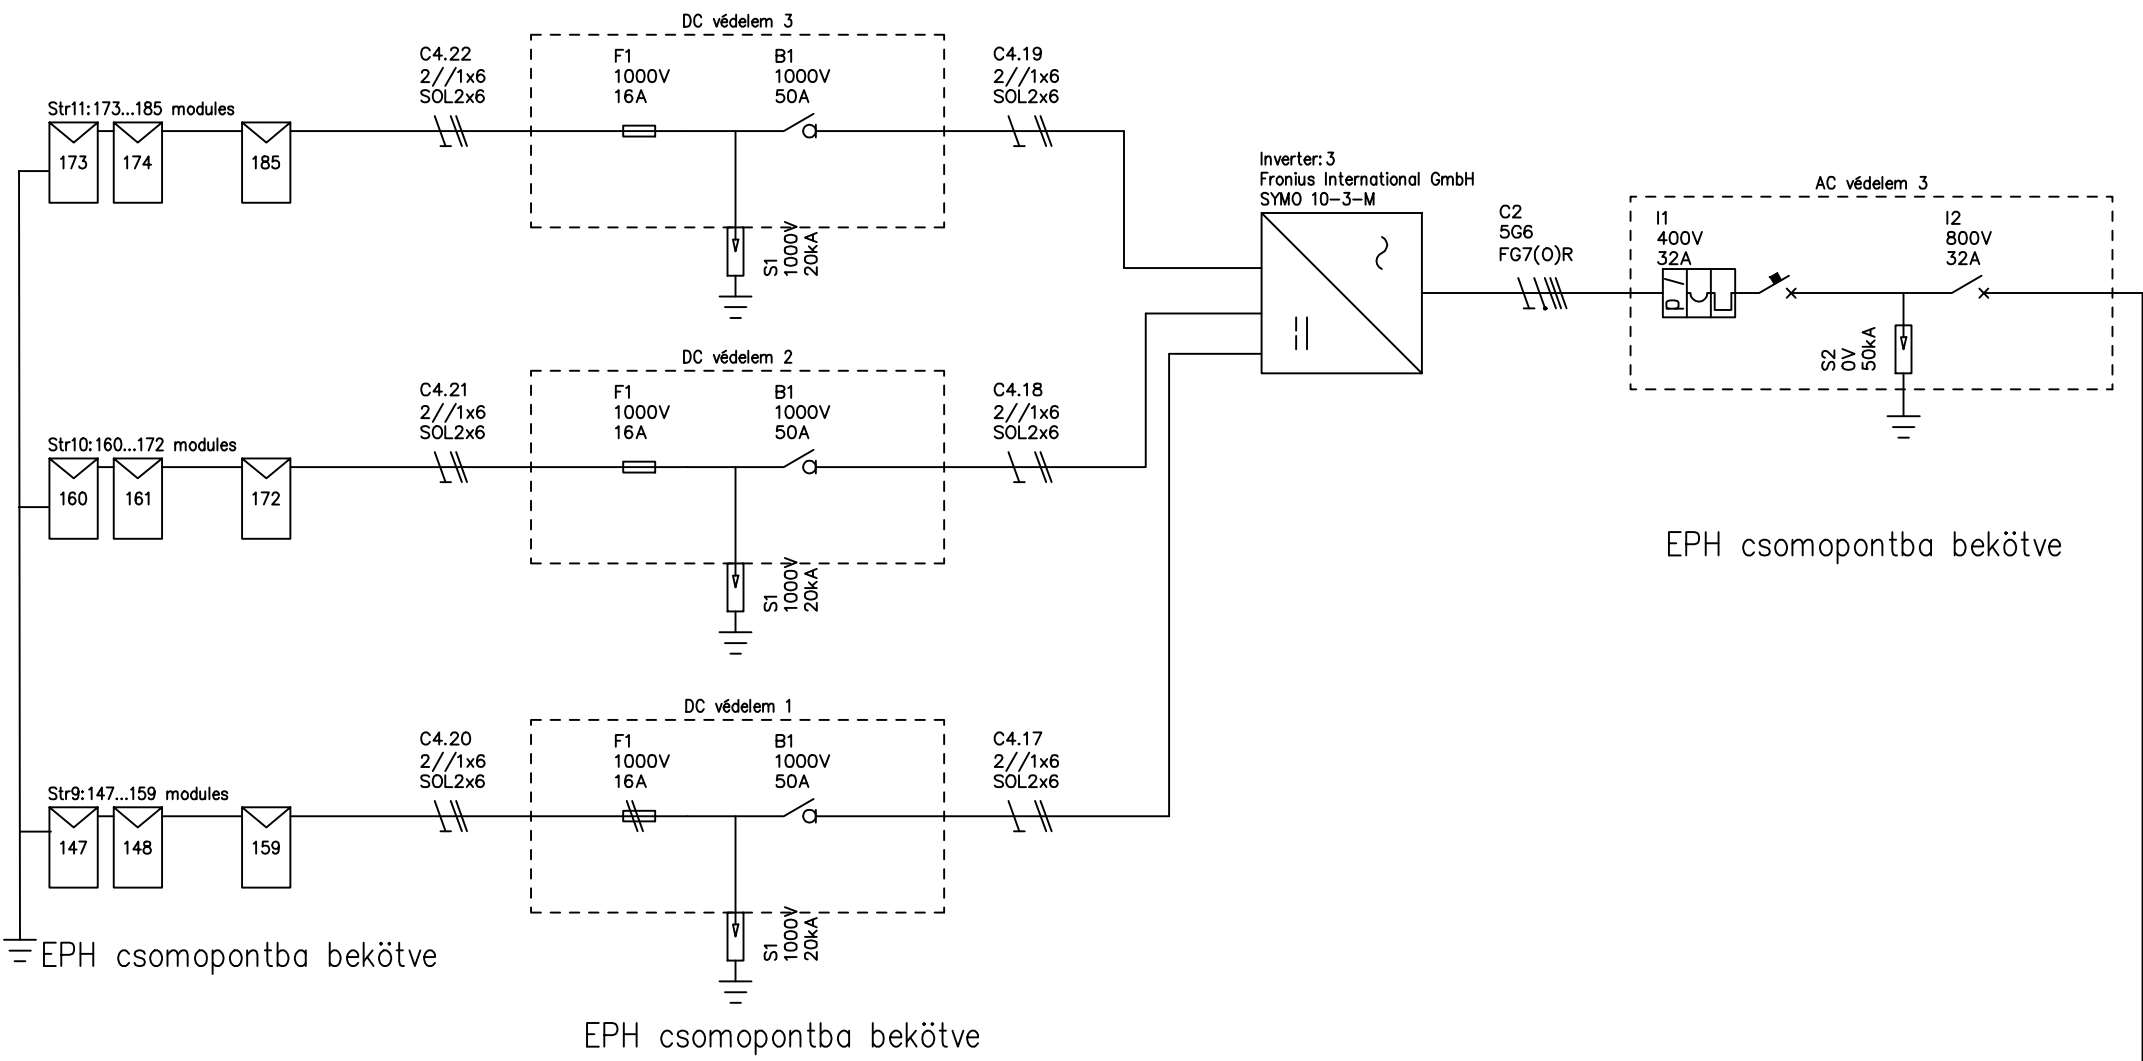 DC védelem 3
C4.22
2//1x6
SOL2x6
F1
1000V
16A
B1
1000V
50A
C4.19
2//1x6
SOL2x6
Str11:173...185 modules
173
174
185
S1
1000V
20kA
Inverter:3
Fronius International GmbH
SYMO 10-3-M
C2
5G6
FG7(O)R
AC védelem 3
I1
400V
32A
I2
800V
32A
S2
0V
50kA
DC védelem 2
C4.21
2//1x6
SOL2x6
F1
1000V
16A
B1
1000V
50A
C4.18
2//1x6
SOL2x6
Str10:160...172 modules
160
161
172
S1
1000V
20kA
EPH csomopontba bekötve
DC védelem 1
C4.20
2//1x6
SOL2x6
F1
1000V
16A
B1
1000V
50A
C4.17
2//1x6
SOL2x6
Str9:147...159 modules
147
148
159
S1
1000V
20kA
EPH csomopontba bekötve
EPH csomopontba bekötve